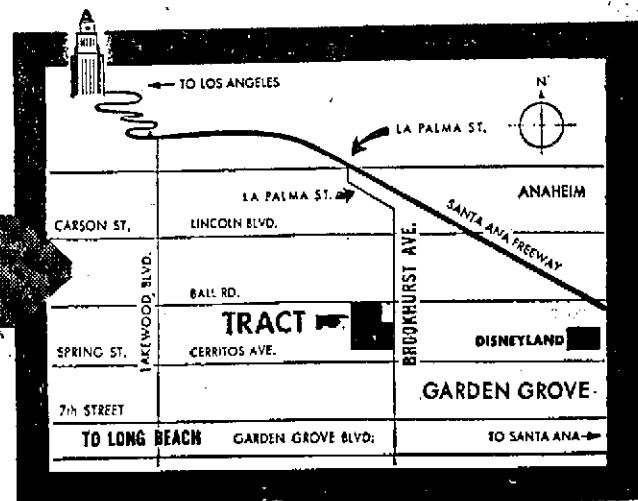 ← TO LOS ANGELES
N
LA PALMA ST.
LA PALMA ST.
ANAHEIM
SANTA ANA FREEWAY
CARSON ST.
LINCOLN BLVD.
LAKEWOOD BLVD.
BROOKHURST AVE.
BALL RD.
TRACT
DISNEYLAND
SPRING ST.
CERRITOS AVE.
GARDEN GROVE
7th STREET
TO LONG BEACH
GARDEN GROVE BLVD.
TO SANTA ANA→